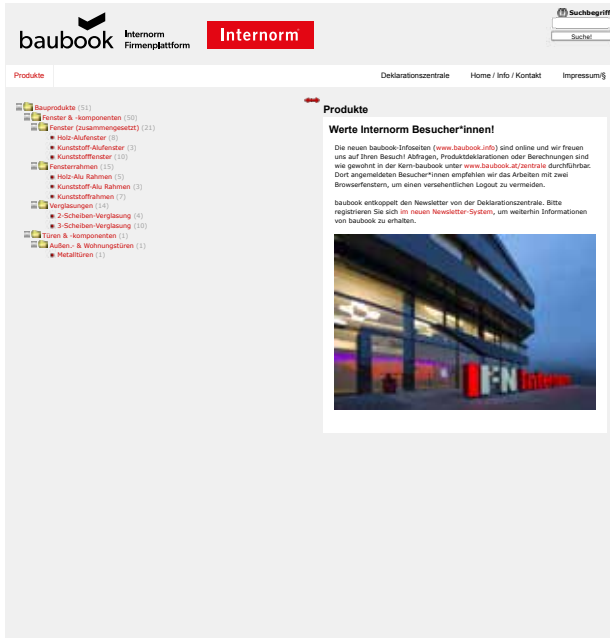 baubook
Internorm
Firmenplattform
Internorm
Suchbegriff
Suche!
Produkte
Deklarationszentrale
Home / Info / Kontakt
Impressum/§
Bauprodukte (51)
Fenster & -komponenten (50)
Fenster (zusammengesetzt) (21)
Holz-Alufenster (8)
Kunststoff-Alufenster (3)
Kunstofffenster (10)
Fensterrahmen (15)
Holz-Alu Rahmen (5)
Kunststoff-Alu Rahmen (3)
Kunststoffrahmen (7)
Verglasungen (14)
2-Scheiben-Verglasung (4)
3-Scheiben-Verglasung (10)
Türen & -komponenten (1)
Außen.- & Wohnungstüren (1)
Metalltüren (1)
Produkte
Werte Internorm Besucher*innen!
Die neuen baubook-Infoseiten (www.baubook.info) sind online und wir freuen
uns auf Ihren Besuch! Abfragen, Produktdeklarationen oder Berechnungen sind
wie gewohnt in der Kern-baubook unter www.baubook.at/zentrale durchführbar.
Dort angemeldeten Besucher*innen empfehlen wir das Arbeiten mit zwei
Browserfenstern, um einen versehentlichen Logout zu vermeiden.
baubook entkoppelt den Newsletter von der Deklarationszentrale. Bitte
registrieren Sie sich im neuen Newsletter-System, um weiterhin Informationen
von baubook zu erhalten.